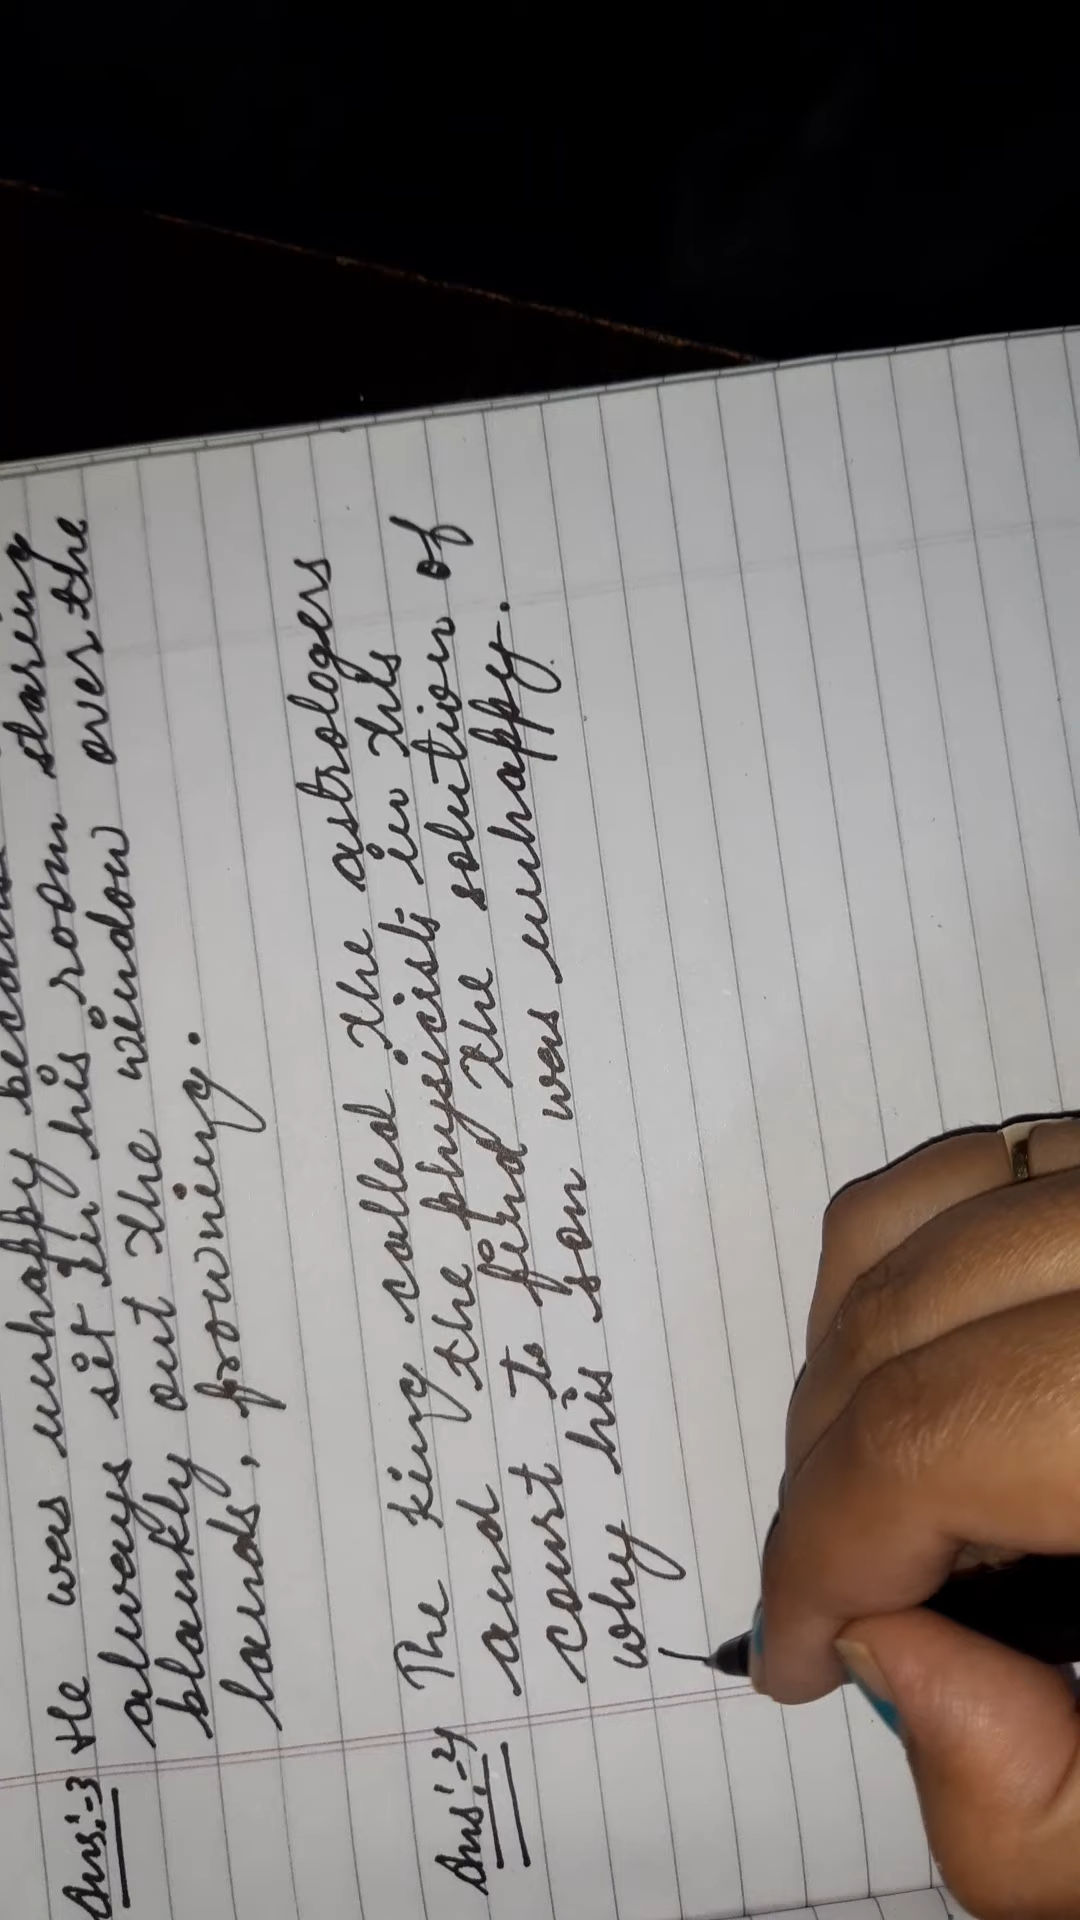 Ans:-3 He was unhappy because staring
always sit in his room over the
blankly out the window
lands, frowning.
Ans:-4 The king called the astrologers
and the physicists in this
court to find the solution of
why his son was unhappy.